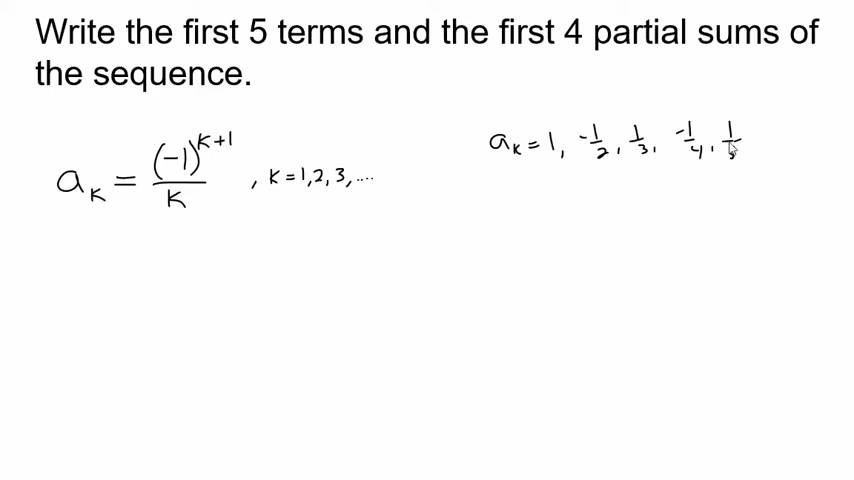 Write the first 5 terms and the first 4 partial sums of
the sequence.
a_k = (-1)^(k+1) / k , k = 1, 2, 3, ....
a_k = 1, -1/2, 1/3, -1/4, 1/5